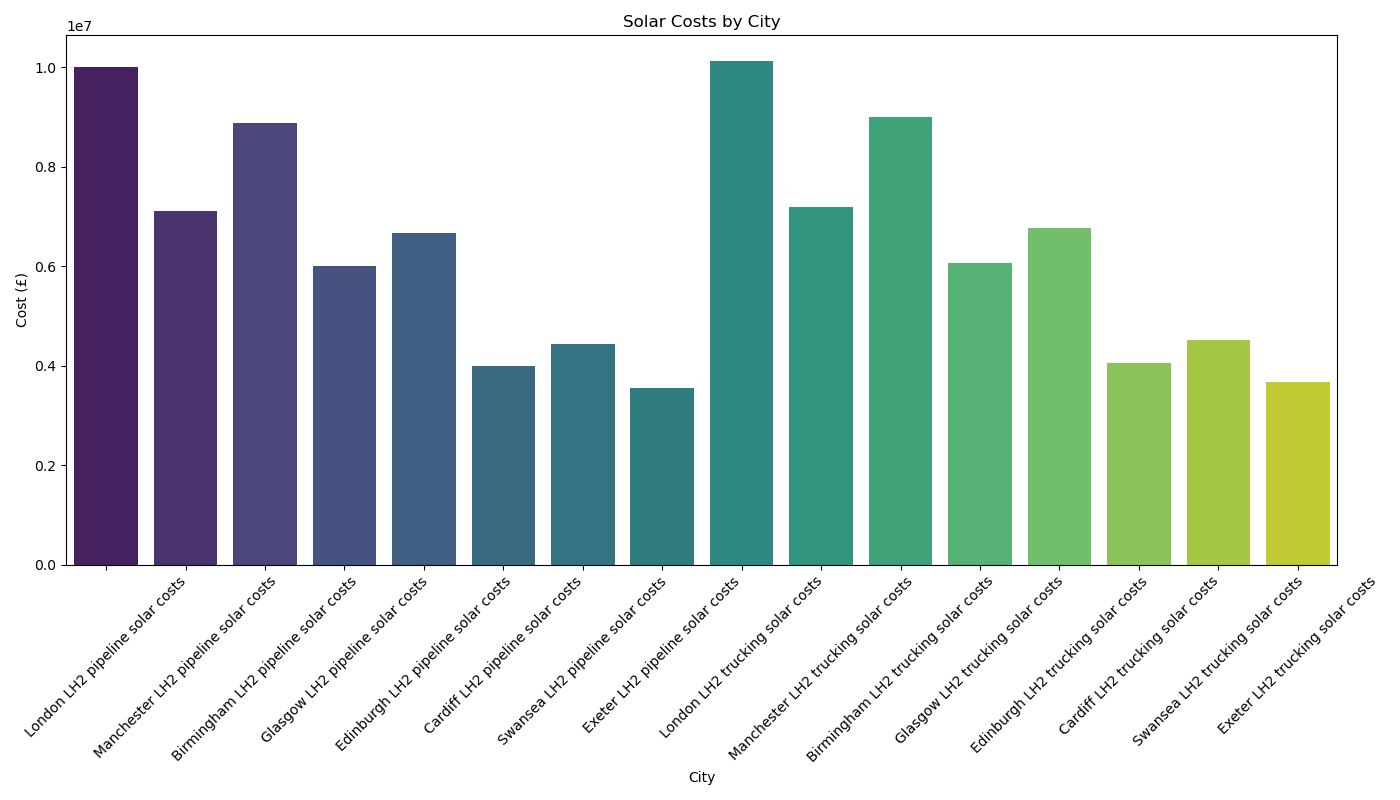 Solar Costs by City
1e7
1.0
0.8
0.6
0.4
0.2
0.0
Cost (£)
London LH2 pipeline solar costs
Manchester LH2 pipeline solar costs
Birmingham LH2 pipeline solar costs
Glasgow LH2 pipeline solar costs
Edinburgh LH2 pipeline solar costs
Cardiff LH2 pipeline solar costs
Swansea LH2 pipeline solar costs
Exeter LH2 pipeline solar costs
London LH2 trucking solar costs
Manchester LH2 trucking solar costs
Birmingham LH2 trucking solar costs
Glasgow LH2 trucking solar costs
Edinburgh LH2 trucking solar costs
Cardiff LH2 trucking solar costs
Swansea LH2 trucking solar costs
Exeter LH2 trucking solar costs
City